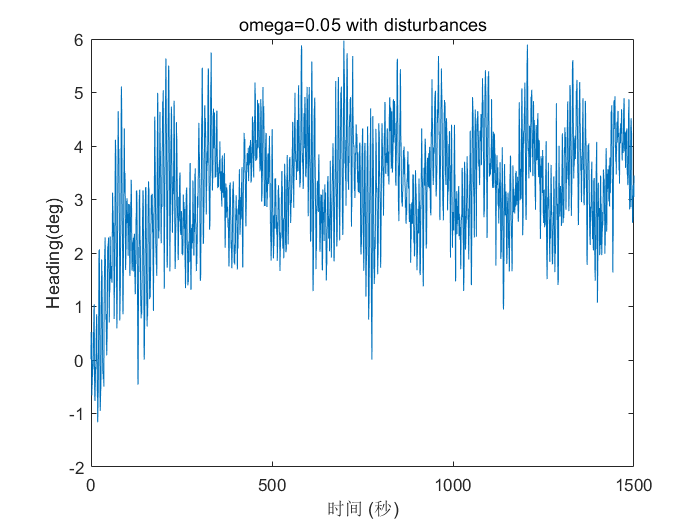 omega=0.05 with disturbances
6
5
4
3
2
1
0
-1
-2
Heading(deg)
0 500 1000 1500
时间 (秒)